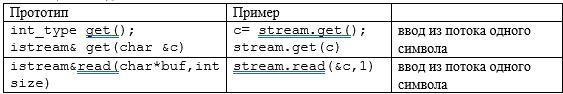 Прототип Пример
int_type get(); c= stream.get(); ввод из потока одного
istream& get(char &c) stream.get(c) символа
istream&read(char*buf,int stream.read(&c,1) ввод из потока одного
size) символа